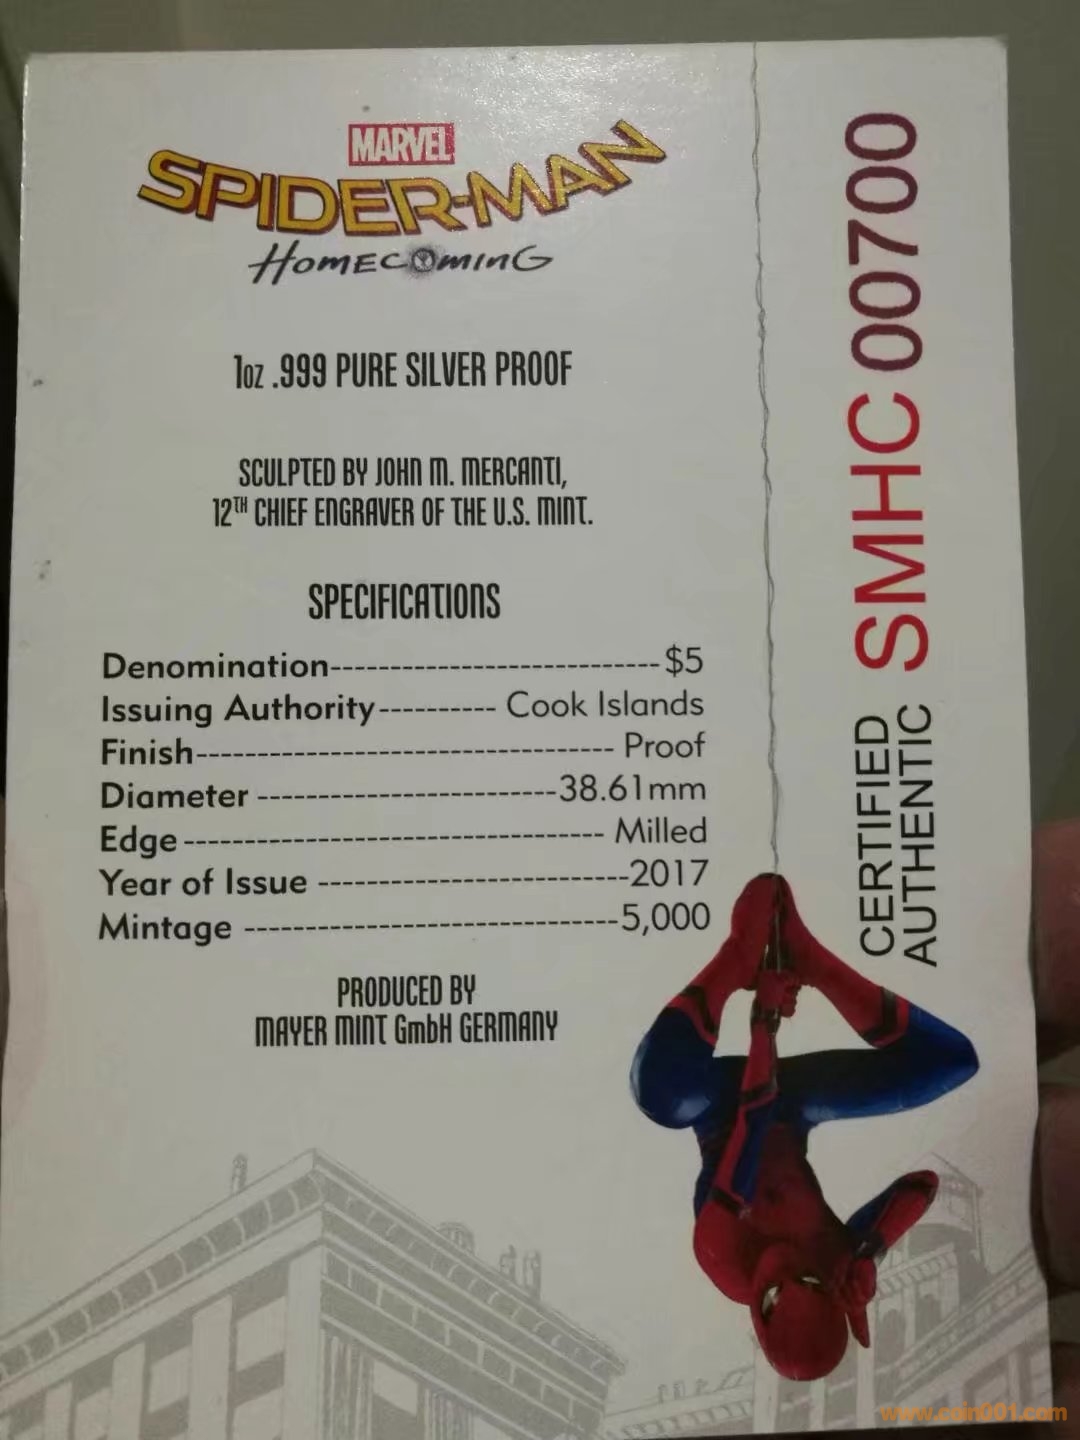 MARVEL
SPIDER-MAN
HOMECOMING
1oz .999 PURE SILVER PROOF
SCULPTED BY JOHN M. MERCANTI,
12TH CHIEF ENGRAVER OF THE U.S. MINT.
SPECIFICATIONS
Denomination---------------------------$5
Issuing Authority---------- Cook Islands
Finish---------------------------------- Proof
Diameter -------------------------38.61mm
Edge ---------------------------------- Milled
Year of Issue --------------------------2017
Mintage -------------------------------5,000
PRODUCED BY
MAYER MINT GmbH GERMANY
CERTIFIED
AUTHENTIC
SMHC 00700
www.coin001.com